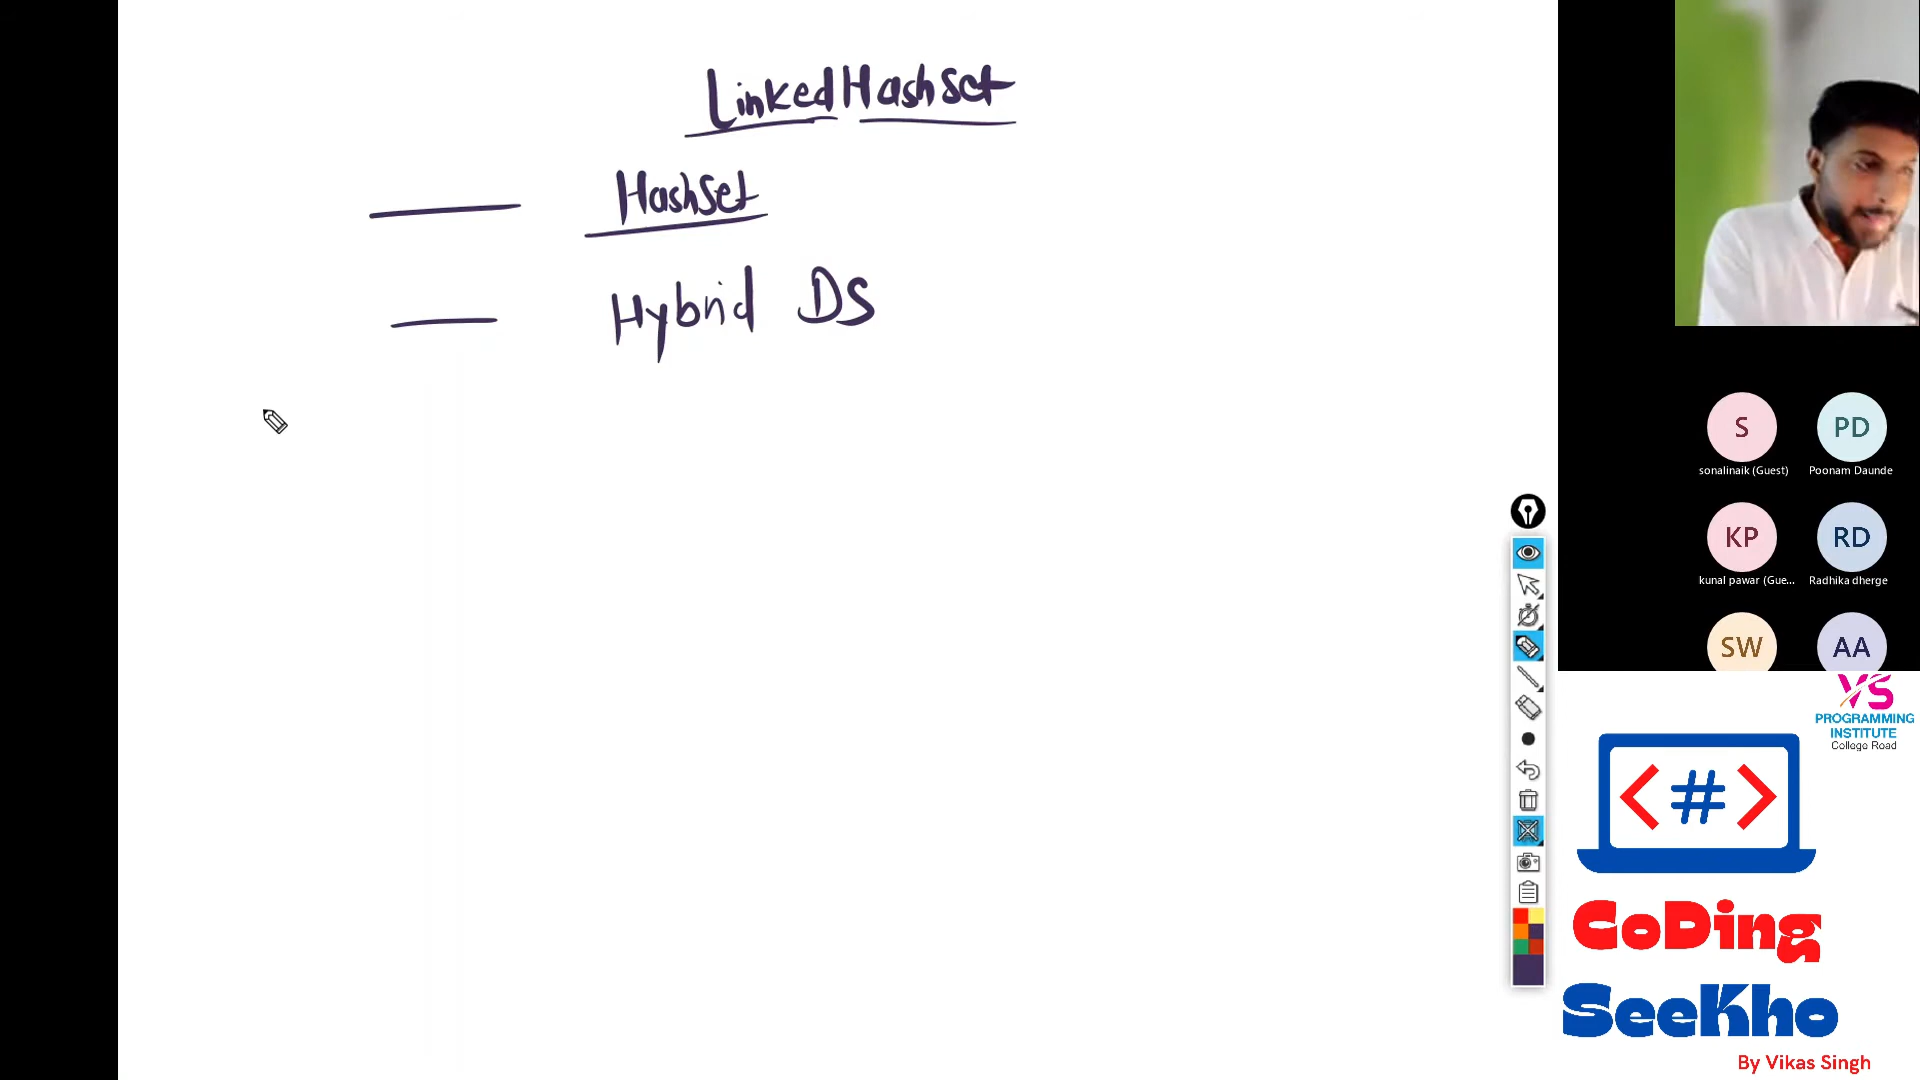 LinkedHashset
HashSet
Hybrid DS
S
PD
sonalinaik (Guest)
Poonam Daunde
KP
RD
kunal pawar (Gue...
Radhika dherge
SW
AA
VS
PROGRAMMING
INSTITUTE
College Road
<#>
CoDing
SeeKho
By Vikas Singh